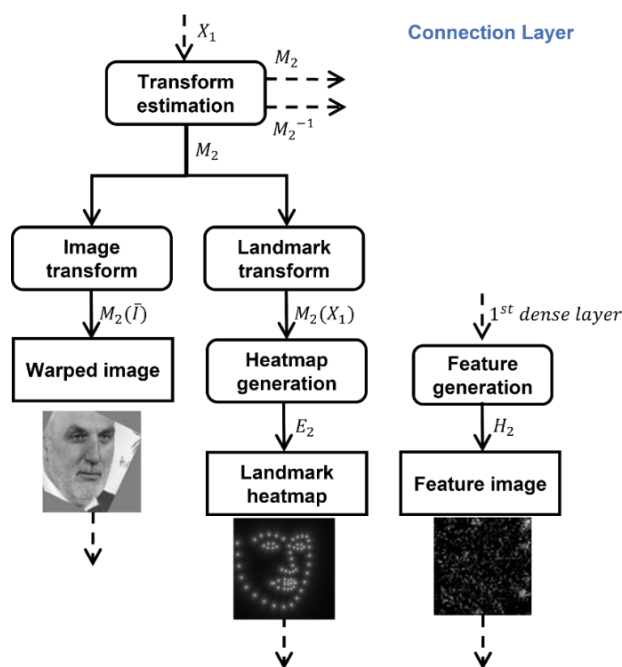 X₁
Connection Layer
Transform
estimation
M₂
M₂⁻¹
M₂
Image
transform
Landmark
transform
M₂(Ī)
M₂(X₁)
1ˢᵗ dense layer
Warped image
Heatmap
generation
Feature
generation
E₂
H₂
Landmark
heatmap
Feature image